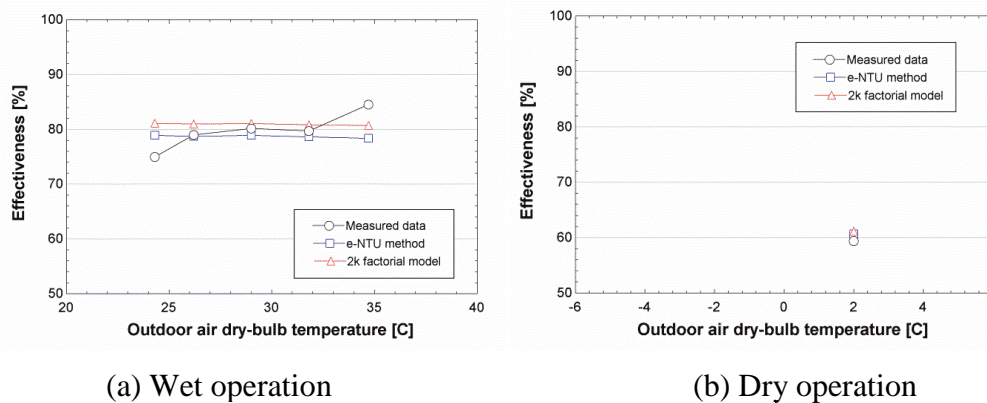 100
90
80
70
60
50
Effectiveness [%]
Measured data
e-NTU method
2k factorial model
20 25 30 35 40
Outdoor air dry-bulb temperature [C]
(a) Wet operation
100
90
80
70
60
50
Effectiveness [%]
Measured data
e-NTU method
2k factorial model
-6 -4 -2 0 2 4
Outdoor air dry-bulb temperature [C]
(b) Dry operation